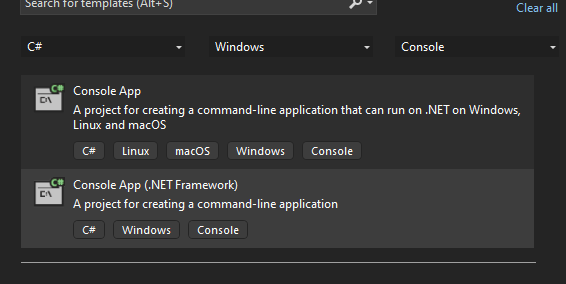 Search for templates (Alt+S)
Clear all
C# Windows Console
C#
C:\
Console App
A project for creating a command-line application that can run on .NET on Windows,
Linux and macOS
C# Linux macOS Windows Console
C#
C:\
Console App (.NET Framework)
A project for creating a command-line application
C# Windows Console